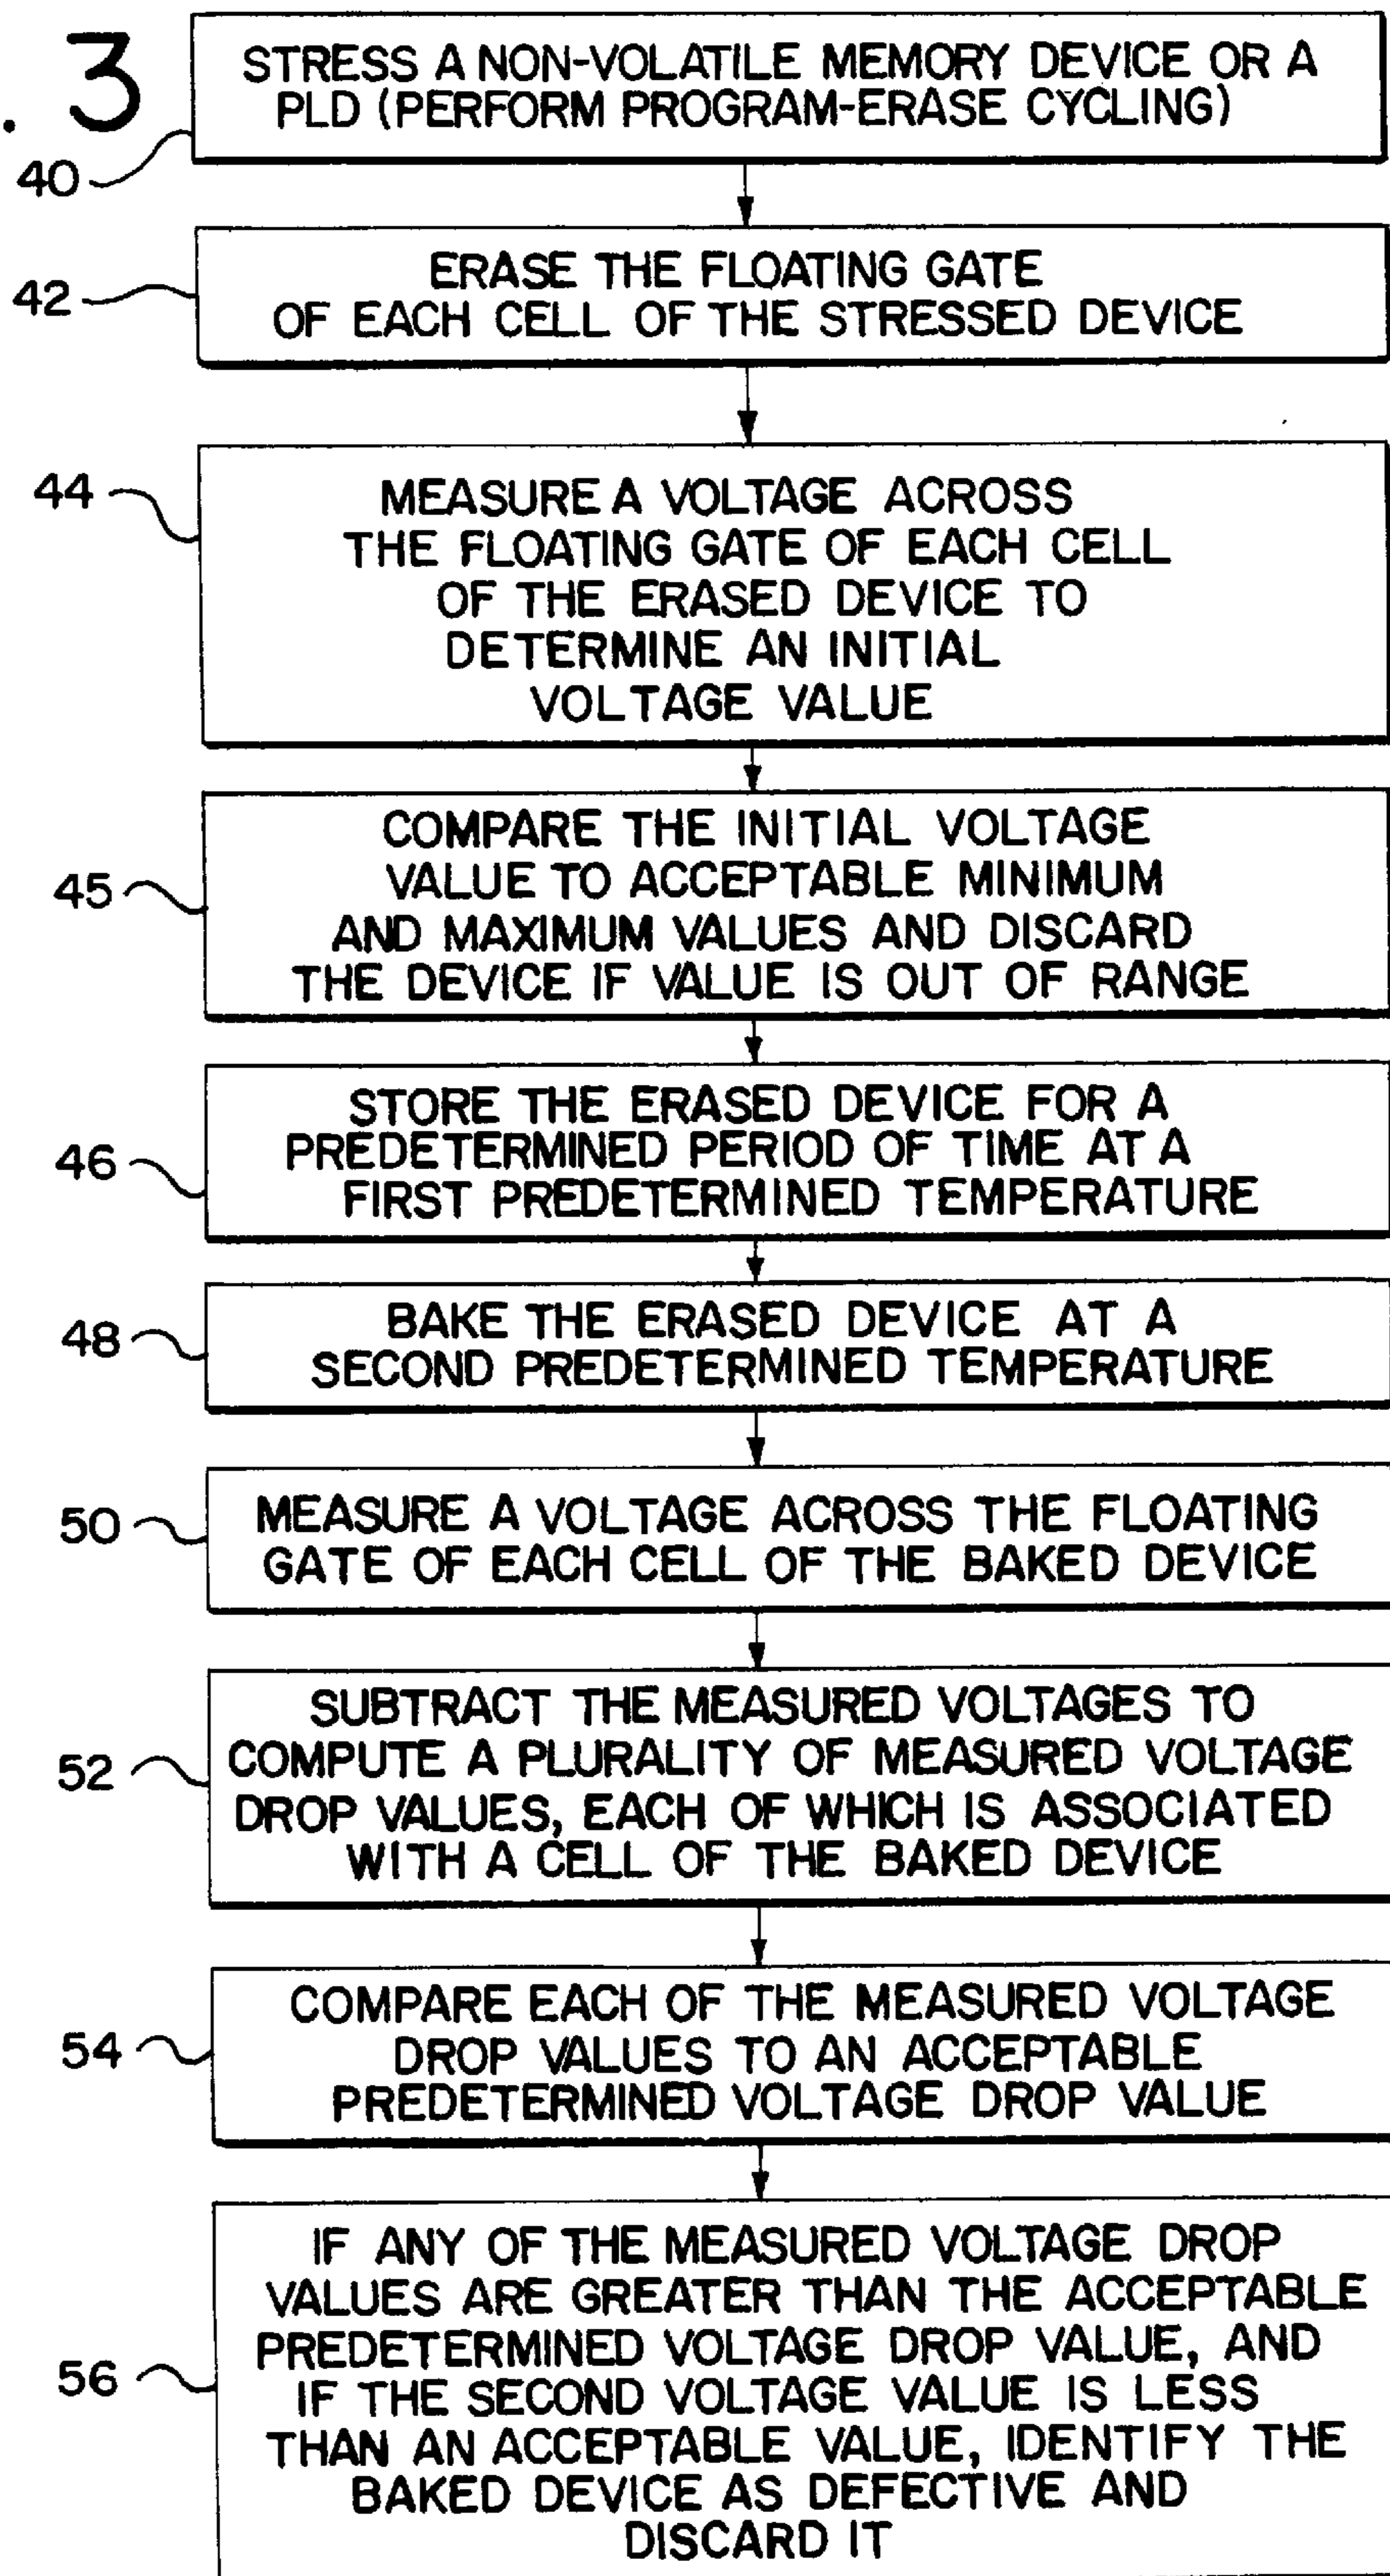 . 3
STRESS A NON-VOLATILE MEMORY DEVICE OR A
PLD (PERFORM PROGRAM-ERASE CYCLING)
40
ERASE THE FLOATING GATE
OF EACH CELL OF THE STRESSED DEVICE
42
MEASURE A VOLTAGE ACROSS
THE FLOATING GATE OF EACH CELL
OF THE ERASED DEVICE TO
DETERMINE AN INITIAL
VOLTAGE VALUE
44
COMPARE THE INITIAL VOLTAGE
VALUE TO ACCEPTABLE MINIMUM
AND MAXIMUM VALUES AND DISCARD
THE DEVICE IF VALUE IS OUT OF RANGE
45
STORE THE ERASED DEVICE FOR A
PREDETERMINED PERIOD OF TIME AT A
FIRST PREDETERMINED TEMPERATURE
46
BAKE THE ERASED DEVICE AT A
SECOND PREDETERMINED TEMPERATURE
48
MEASURE A VOLTAGE ACROSS THE FLOATING
GATE OF EACH CELL OF THE BAKED DEVICE
50
SUBTRACT THE MEASURED VOLTAGES TO
COMPUTE A PLURALITY OF MEASURED VOLTAGE
DROP VALUES, EACH OF WHICH IS ASSOCIATED
WITH A CELL OF THE BAKED DEVICE
52
COMPARE EACH OF THE MEASURED VOLTAGE
DROP VALUES TO AN ACCEPTABLE
PREDETERMINED VOLTAGE DROP VALUE
54
IF ANY OF THE MEASURED VOLTAGE DROP
VALUES ARE GREATER THAN THE ACCEPTABLE
PREDETERMINED VOLTAGE DROP VALUE, AND
IF THE SECOND VOLTAGE VALUE IS LESS
THAN AN ACCEPTABLE VALUE, IDENTIFY THE
BAKED DEVICE AS DEFECTIVE AND
DISCARD IT
56